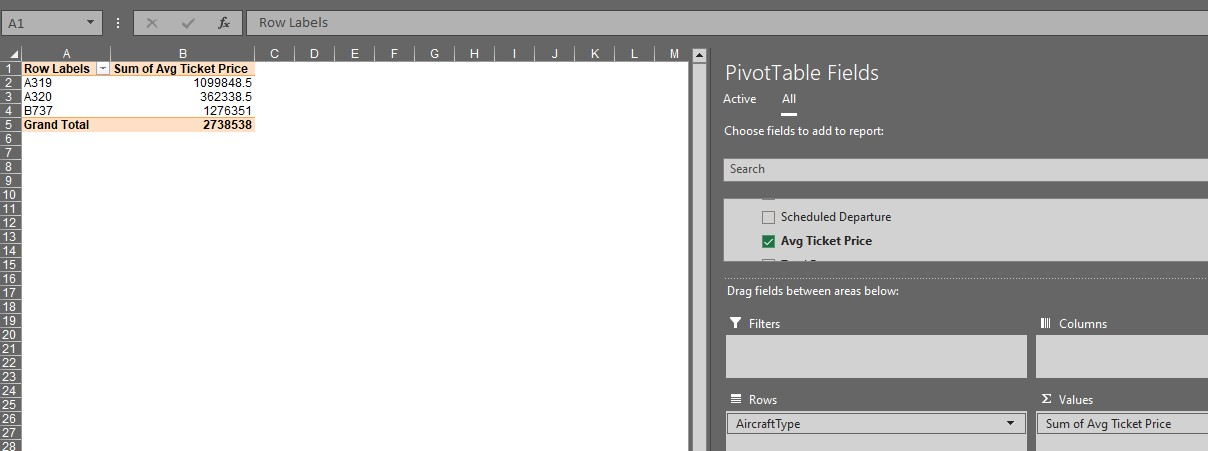 A1 fx Row Labels
A B C D E F G H I J K L M
1 Row Labels Sum of Avg Ticket Price
2 A319 1099848.5
3 A320 362338.5
4 B737 1276351
5 Grand Total 2738538
6
7
8
9
10
11
12
13
14
15
16
17
18
19
20
21
22
23
24
25
26
27
28
PivotTable Fields
Active All
Choose fields to add to report:
Search
Scheduled Departure
Avg Ticket Price
Drag fields between areas below:
Filters
Columns
Rows
AircraftType
Σ Values
Sum of Avg Ticket Price